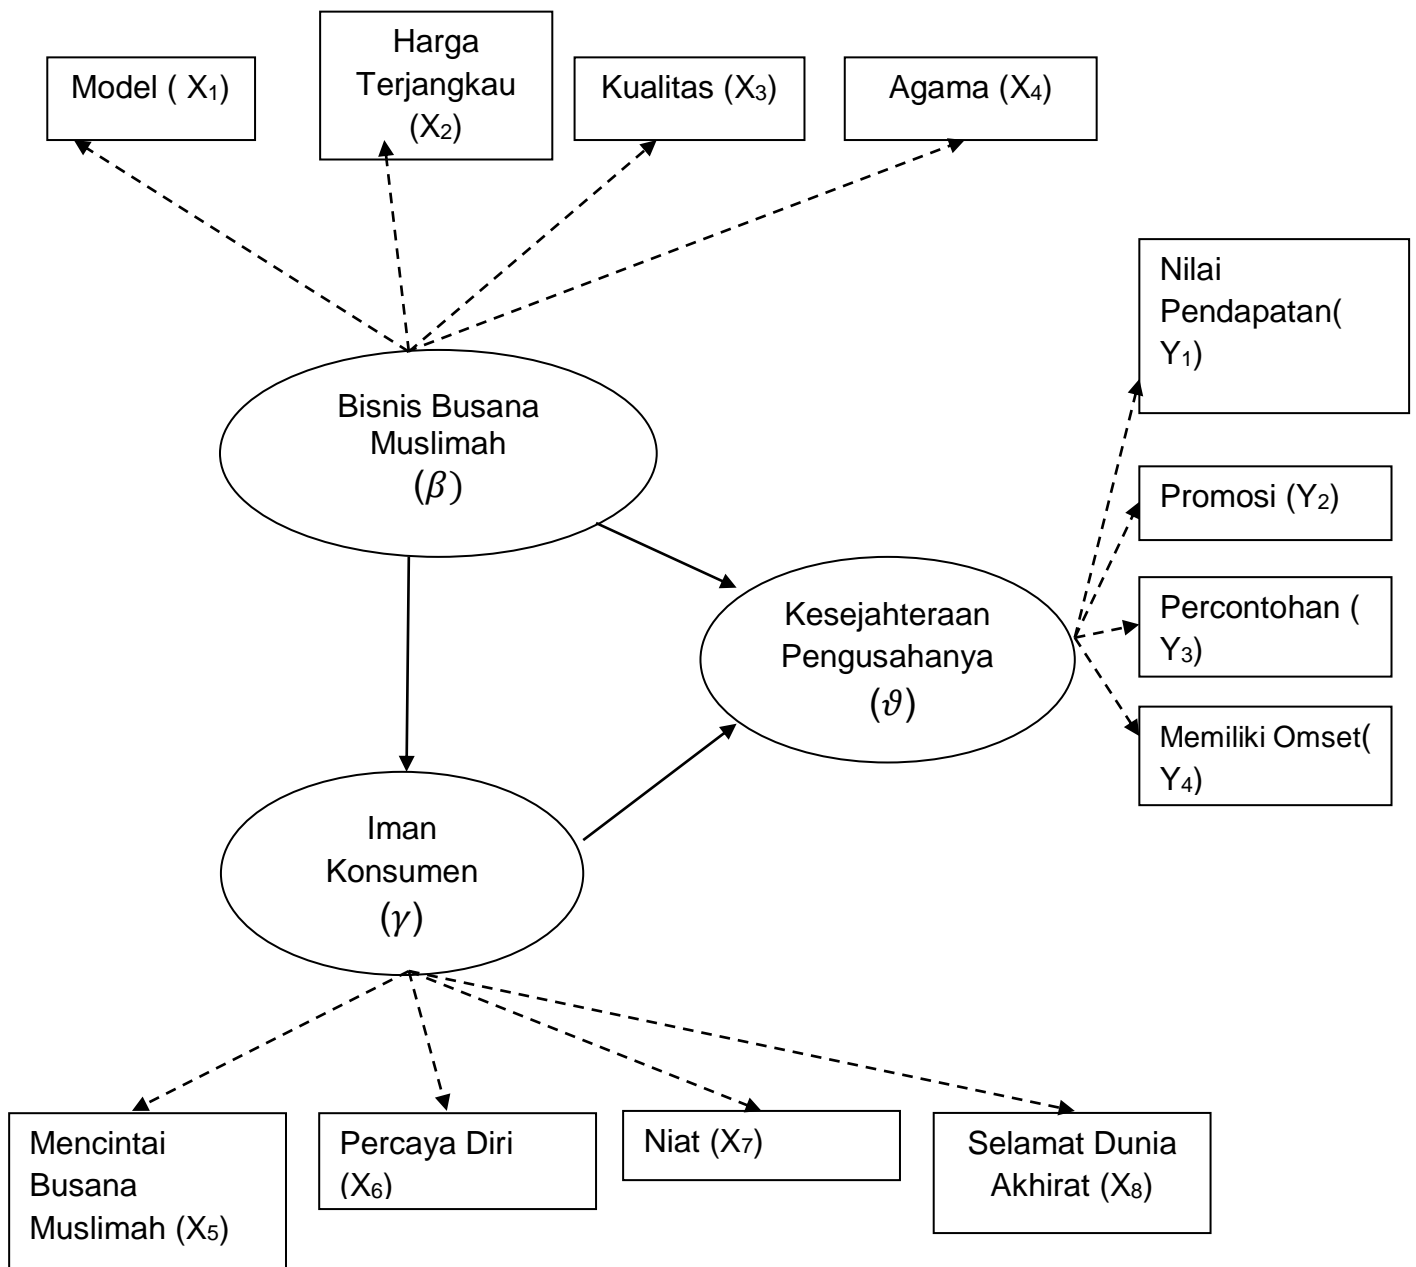 Model ( X₁)
Harga
Terjangkau
(X₂)
Kualitas (X₃)
Agama (X₄)
Nilai
Pendapatan(
Y₁)
Bisnis Busana
Muslimah
(β)
Promosi (Y₂)
Kesejahteraan
Pengusahanya
(ϑ)
Percontohan (
Y₃)
Memiliki Omset(
Y₄)
Iman
Konsumen
(γ)
Mencintai
Busana
Muslimah (X₅)
Percaya Diri
(X₆)
Niat (X₇)
Selamat Dunia
Akhirat (X₈)